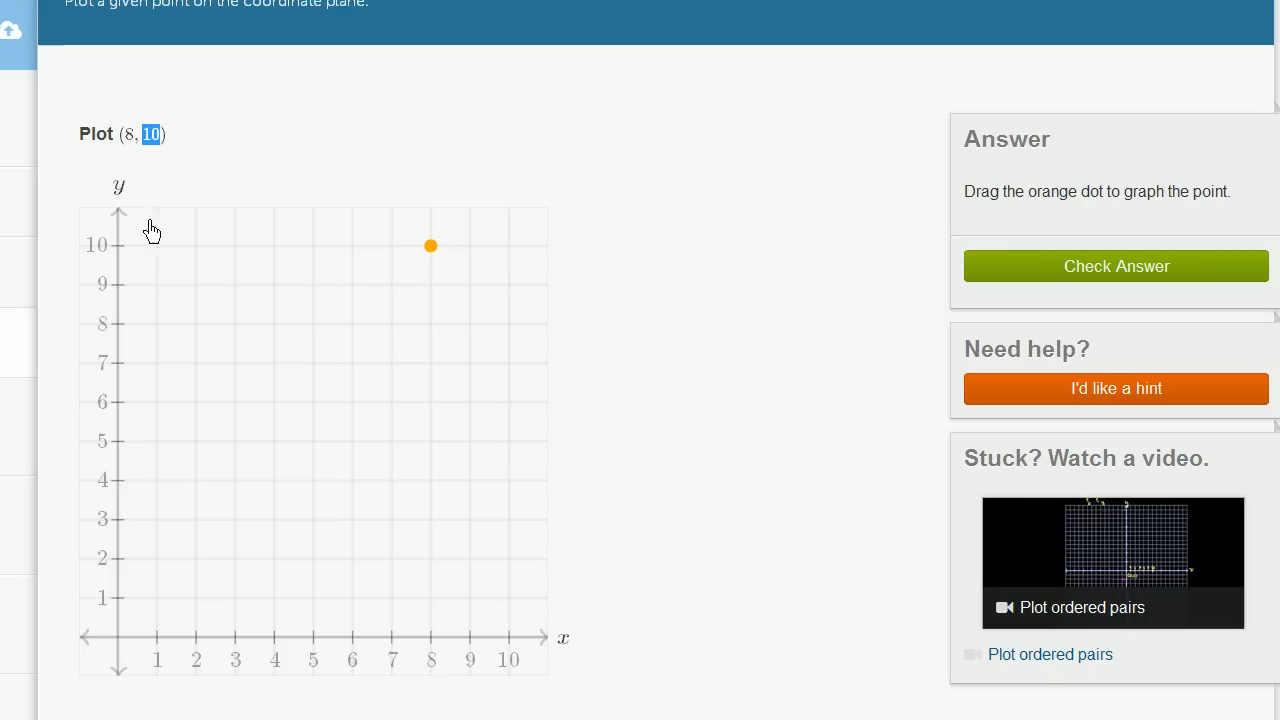 Plot a given point on the coordinate plane.
Plot (8, 10)
y
10
9
8
7
6
5
4
3
2
1
1 2 3 4 5 6 7 8 9 10
x
Answer
Drag the orange dot to graph the point.
Check Answer
Need help?
I'd like a hint
Stuck? Watch a video.
Plot ordered pairs
Plot ordered pairs